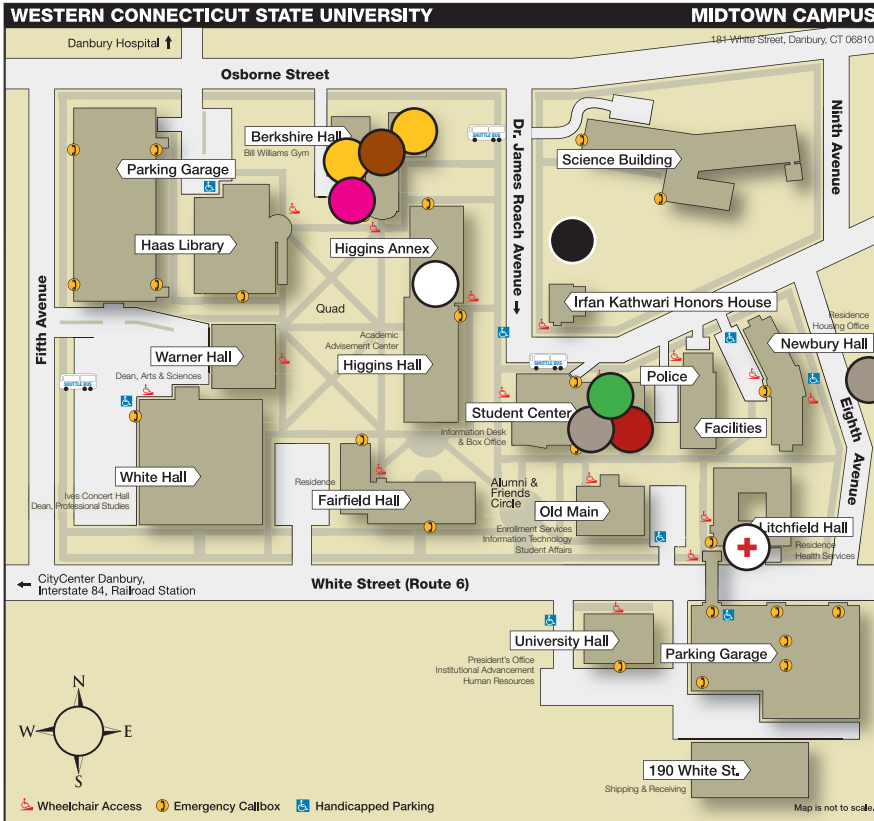 WESTERN CONNECTICUT STATE UNIVERSITY
MIDTOWN CAMPUS
181 White Street, Danbury, CT 06810
Danbury Hospital
Osborne Street
Ninth Avenue
Dr. James Roach Avenue
Berkshire Hall
Bill Williams Gym
SHUTTLE BUS
Science Building
Parking Garage
Haas Library
Higgins Annex
Irfan Kathwari Honors House
Quad
Fifth Avenue
Residence
Housing Office
Academic
Advisement Center
Newbury Hall
Warner Hall
Dean, Arts & Sciences
SHUTTLE BUS
Higgins Hall
Police
SHUTTLE BUS
Student Center
Information Desk
& Box Office
Facilities
Eighth Avenue
White Hall
Ives Concert Hall
Dean, Professional Studies
Residence
Fairfield Hall
Alumni &
Friends
Circle
Old Main
Enrollment Services
Information Technology
Student Affairs
Litchfield Hall
Residence
Health Services
CityCenter Danbury,
Interstate 84, Railroad Station
White Street (Route 6)
University Hall
President's Office
Institutional Advancement
Human Resources
Parking Garage
N
W
E
S
190 White St.
Shipping & Receiving
Wheelchair Access
Emergency Callbox
Handicapped Parking
Map is not to scale.